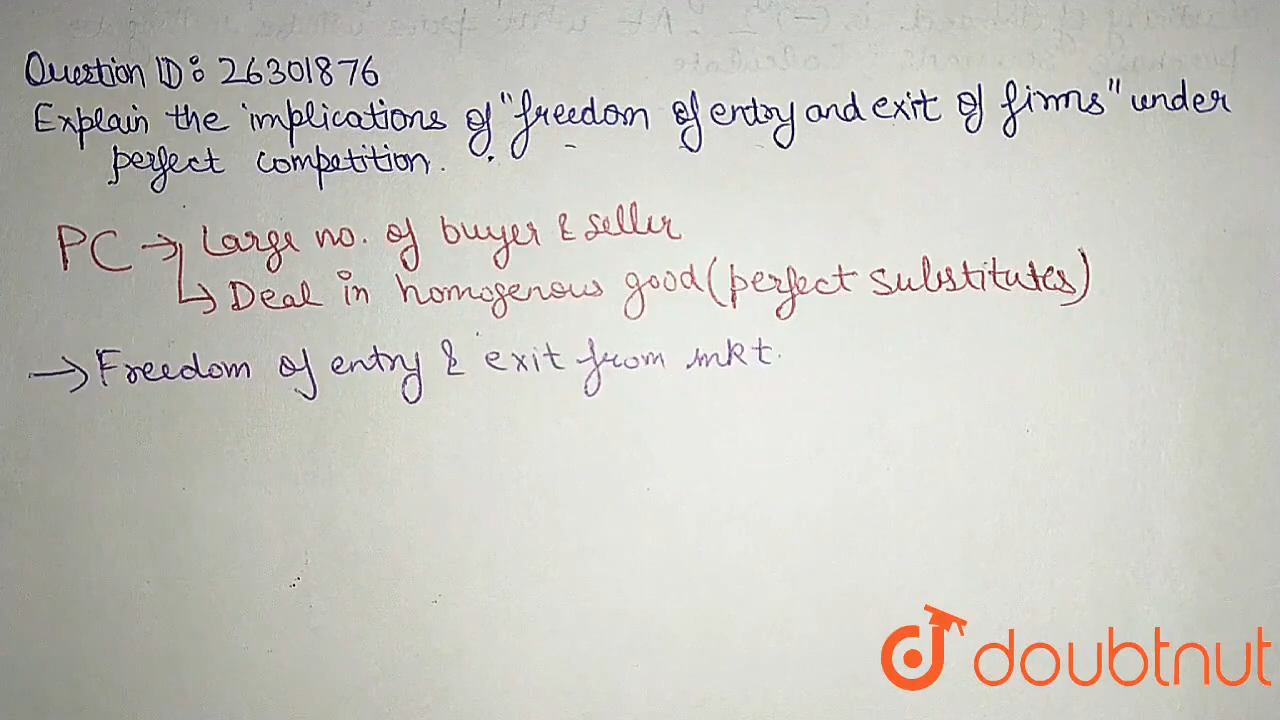 Question ID: 26301876
Explain the implications of "freedom of entry and exit of firms" under
perfect competition.
PC → Large no. of buyer & seller
→ Deal in homogenous good (perfect substitutes)
→ Freedom of entry & exit from mkt.
doubtnut